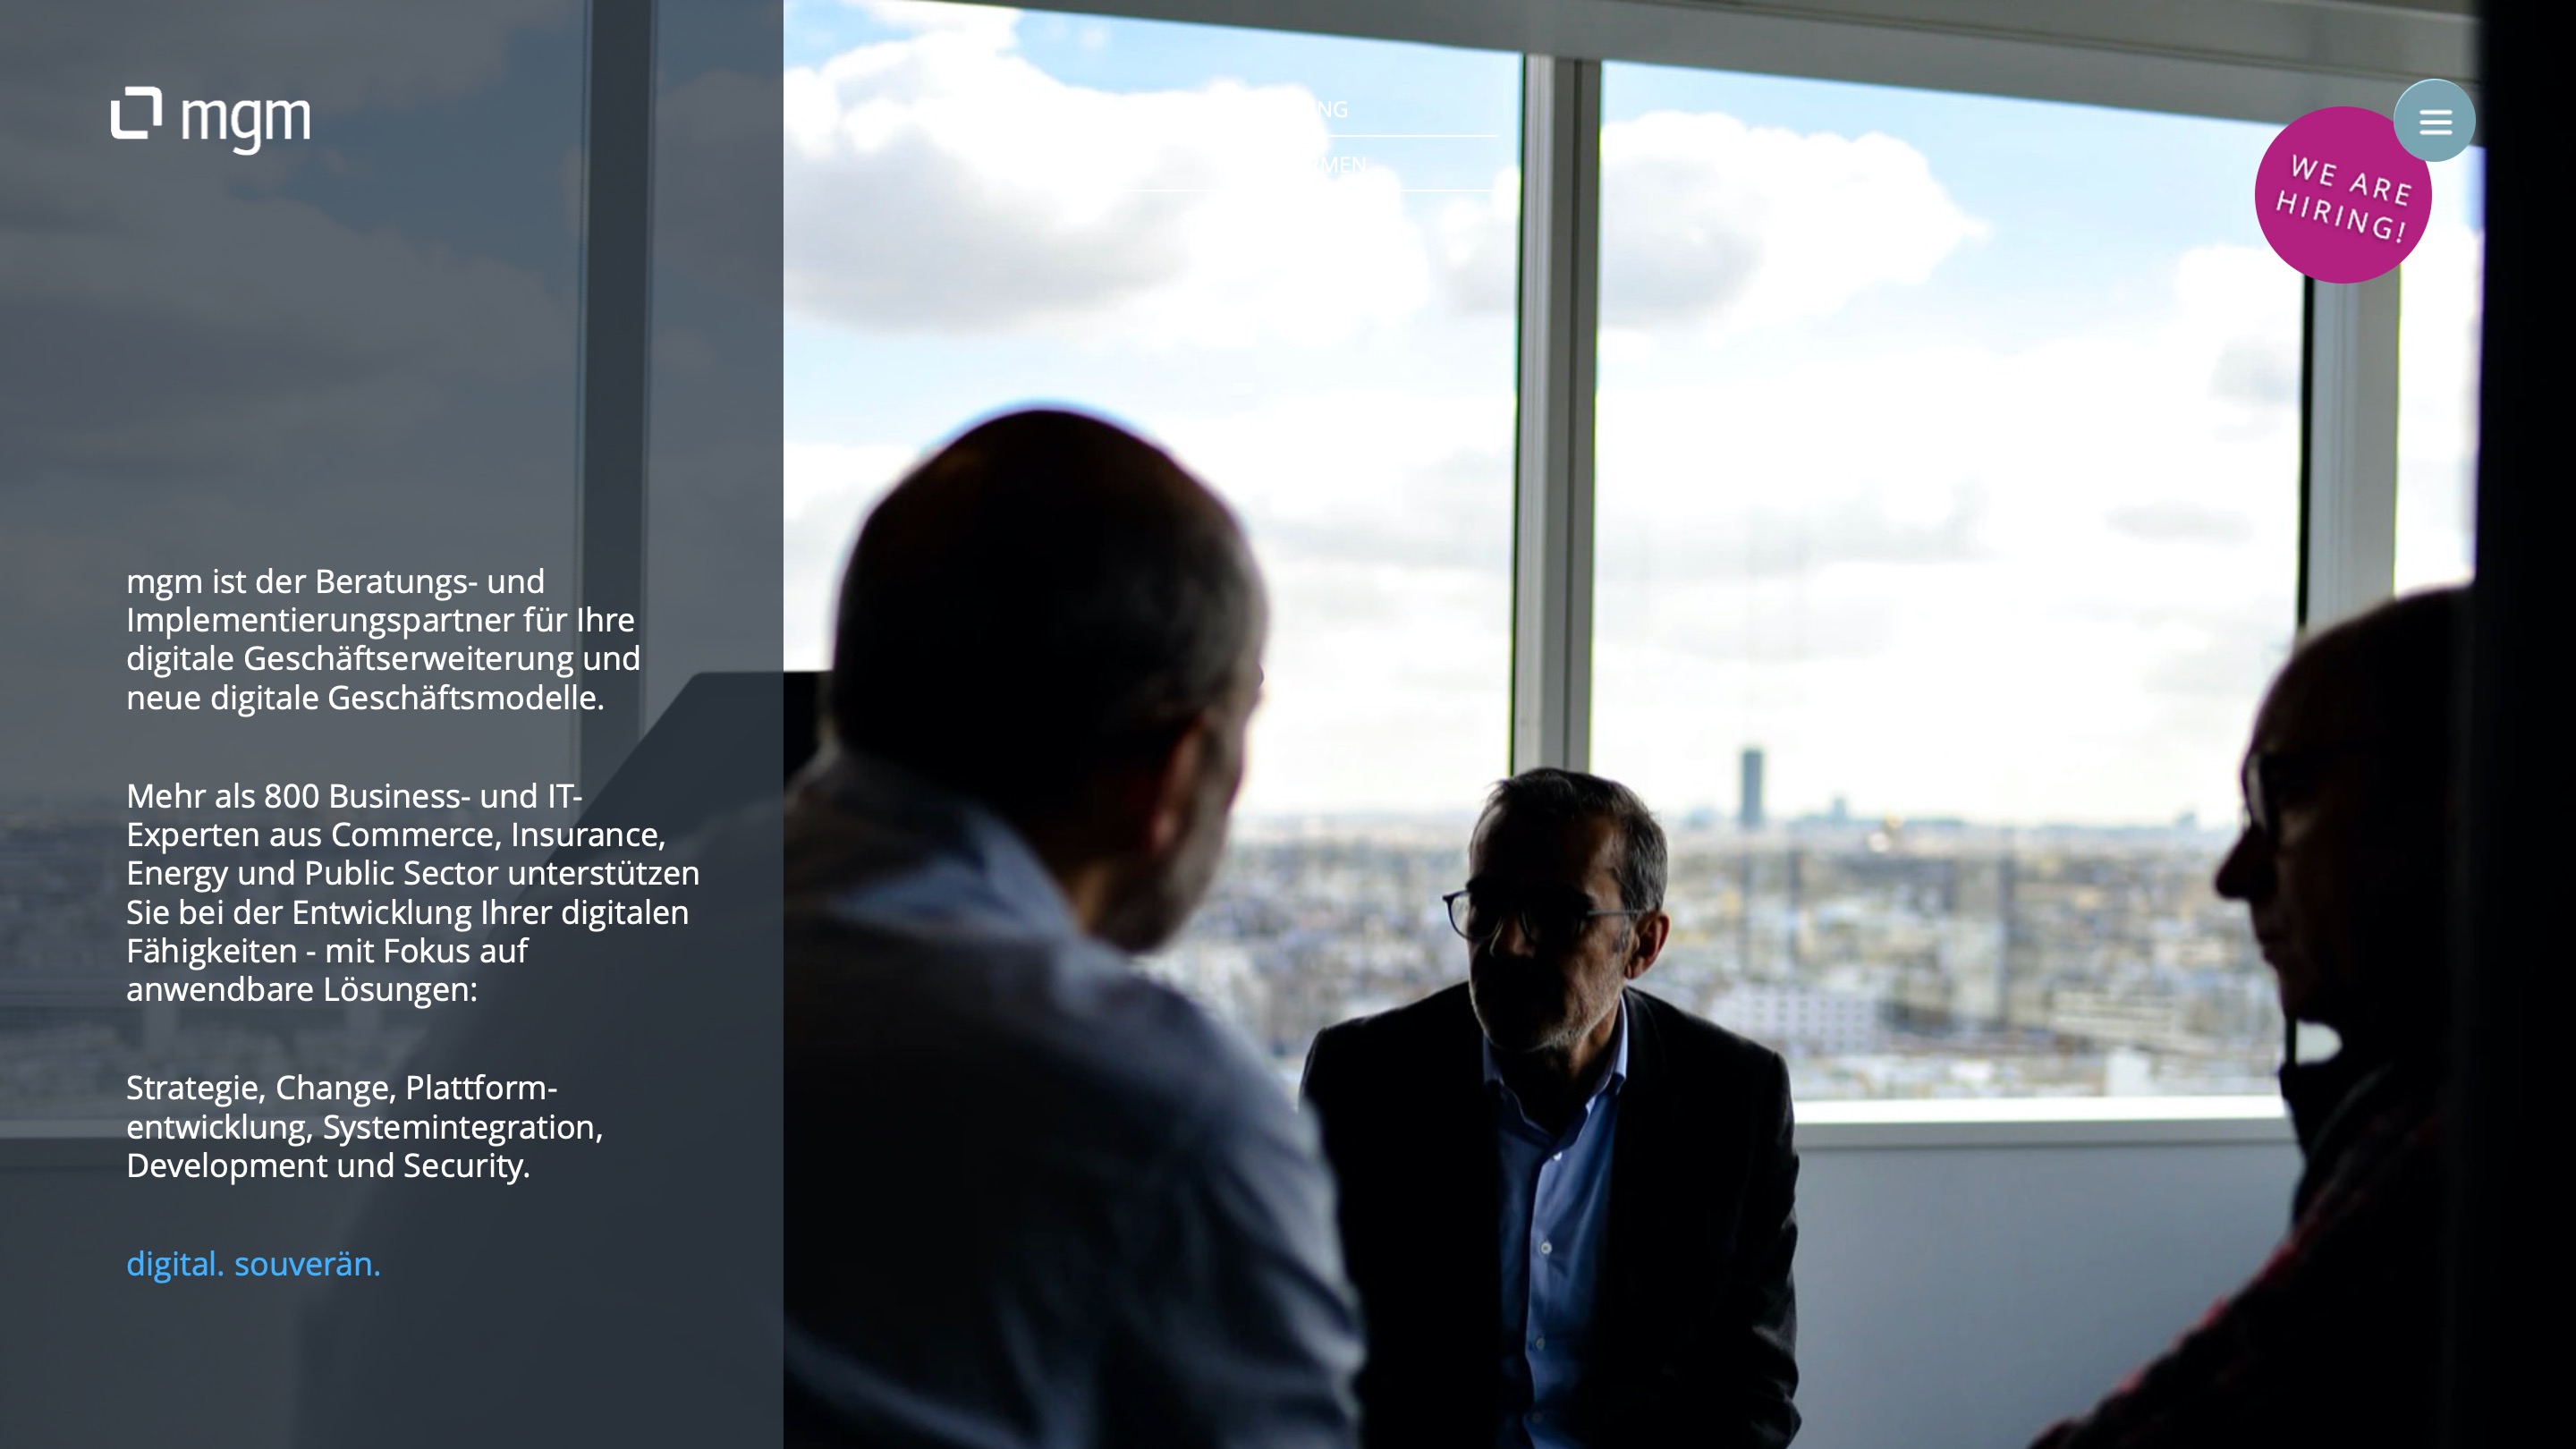 mgm
WE ARE
HIRING!
mgm ist der Beratungs- und
Implementierungspartner für Ihre
digitale Geschäftserweiterung und
neue digitale Geschäftsmodelle.
Mehr als 800 Business- und IT-
Experten aus Commerce, Insurance,
Energy und Public Sector unterstützen
Sie bei der Entwicklung Ihrer digitalen
Fähigkeiten - mit Fokus auf
anwendbare Lösungen:
Strategie, Change, Plattform-
entwicklung, Systemintegration,
Development und Security.
digital. souverän.